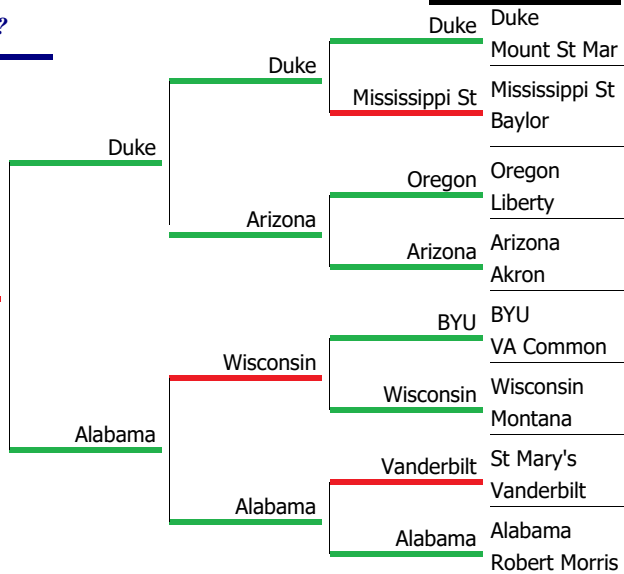 ?
Duke
Duke
Duke
Mount St Mar
Mississippi St
Mississippi St
Baylor
Duke
Oregon
Oregon
Liberty
Arizona
Arizona
Arizona
Akron
BYU
BYU
VA Common
Wisconsin
Wisconsin
Wisconsin
Montana
Alabama
Vanderbilt
St Mary's
Vanderbilt
Alabama
Alabama
Alabama
Robert Morris